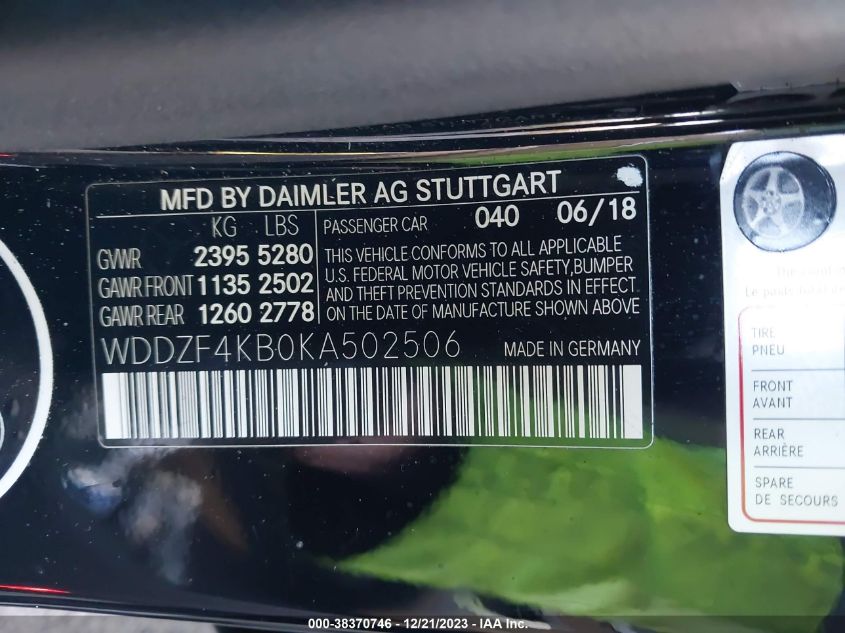 MFD BY DAIMLER AG STUTTGART
KG LBS
GVWR 2395 5280
GAWR FRONT 1135 2502
GAWR REAR 1260 2778
PASSENGER CAR 040 06/18
THIS VEHICLE CONFORMS TO ALL APPLICABLE
U.S. FEDERAL MOTOR VEHICLE SAFETY,BUMPER
AND THEFT PREVENTION STANDARDS IN EFFECT
ON THE DATE OF MANUFACTURE SHOWN ABOVE
WDDZF4KB0KA502506 MADE IN GERMANY
Le poids total
TIRE
PNEU
FRONT
AVANT
REAR
ARRIÈRE
SPARE
DE SECOURS
000-38370746 - 12/21/2023 - IAA Inc.